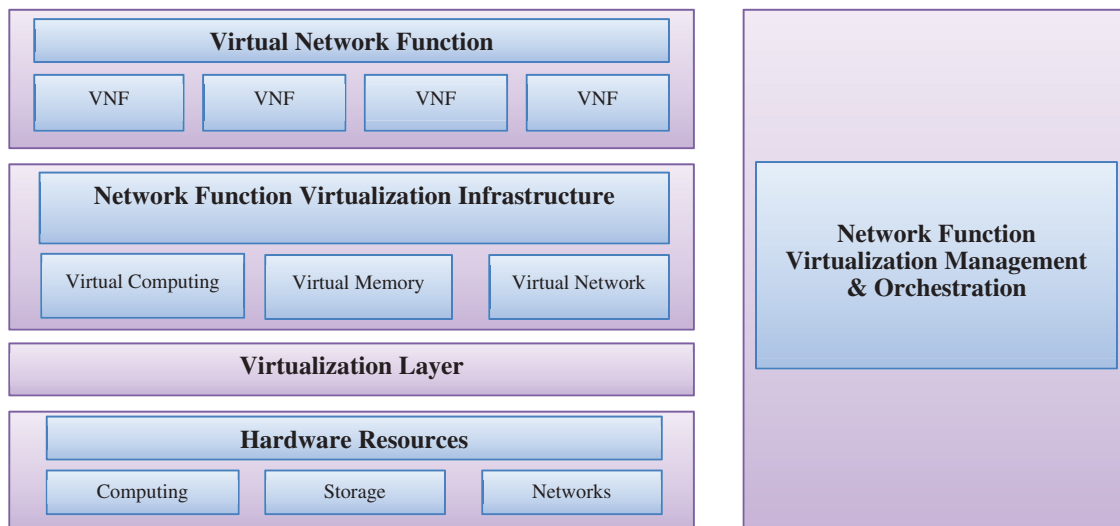 Virtual Network Function
VNF
VNF
VNF
VNF
Network Function Virtualization Infrastructure
Virtual Computing
Virtual Memory
Virtual Network
Virtualization Layer
Hardware Resources
Computing
Storage
Networks
Network Function
Virtualization Management
& Orchestration